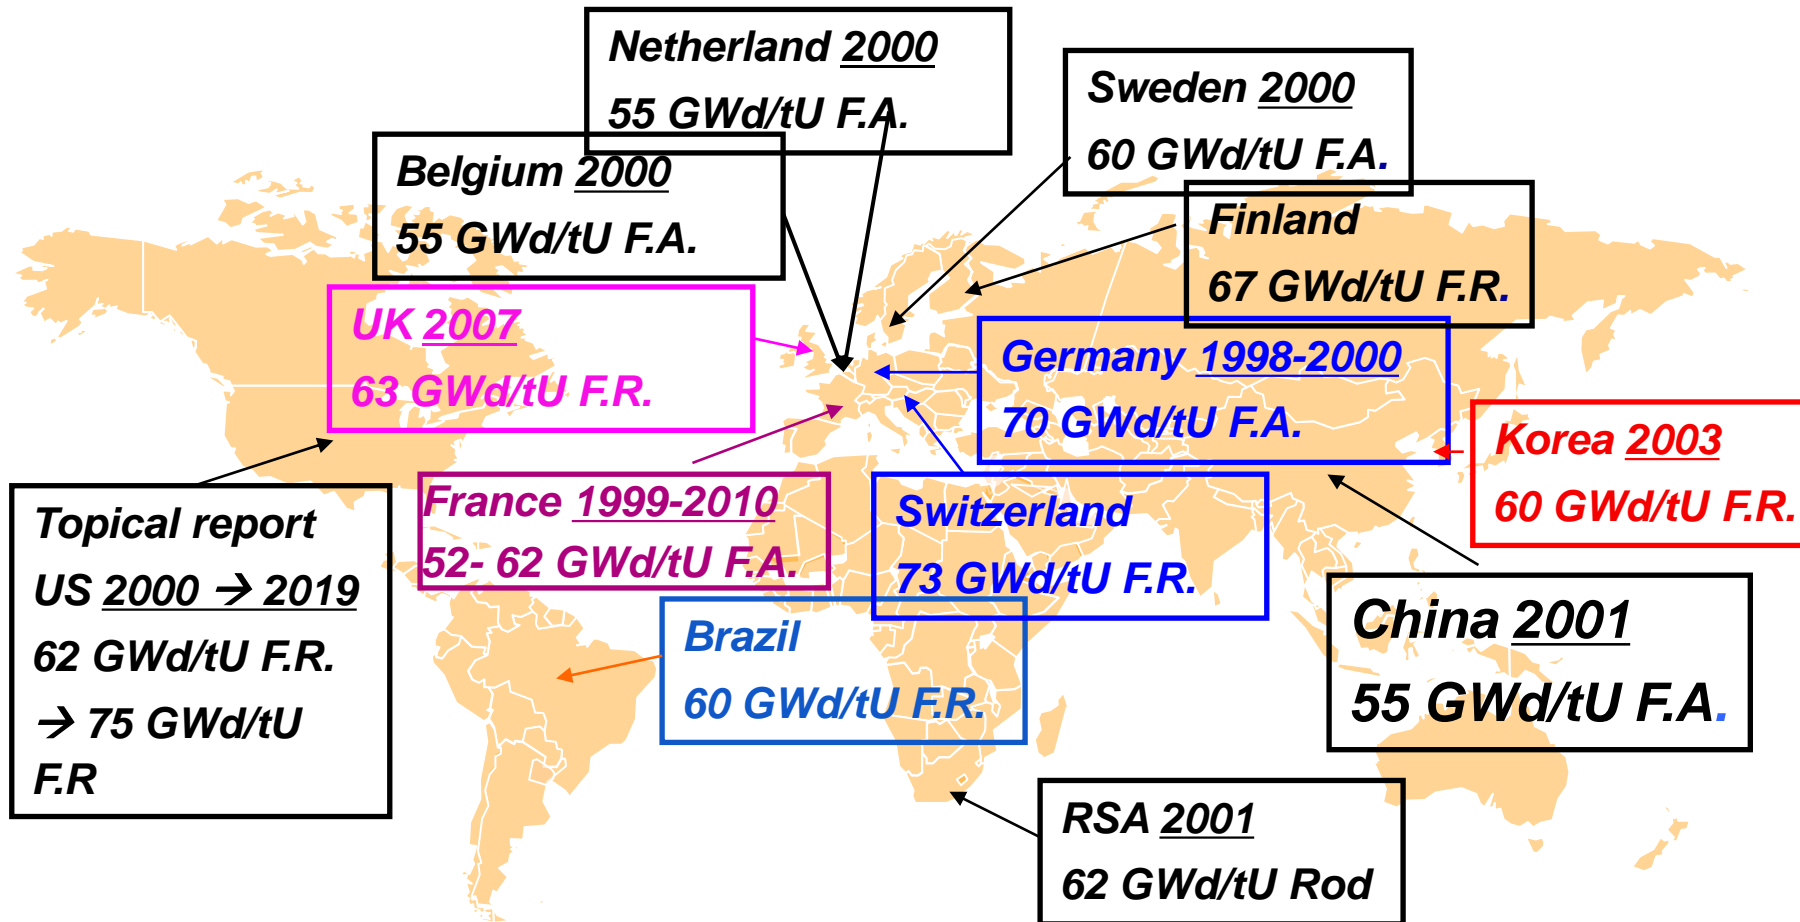 Netherland 2000
55 GWd/tU F.A.
Sweden 2000
60 GWd/tU F.A.
Belgium 2000
55 GWd/tU F.A.
Finland
67 GWd/tU F.R.
UK 2007
63 GWd/tU F.R.
Germany 1998-2000
70 GWd/tU F.A.
Korea 2003
60 GWd/tU F.R.
France 1999-2010
52- 62 GWd/tU F.A.
Switzerland
73 GWd/tU F.R.
Topical report
US 2000 → 2019
62 GWd/tU F.R.
→ 75 GWd/tU
F.R
China 2001
55 GWd/tU F.A.
Brazil
60 GWd/tU F.R.
RSA 2001
62 GWd/tU Rod